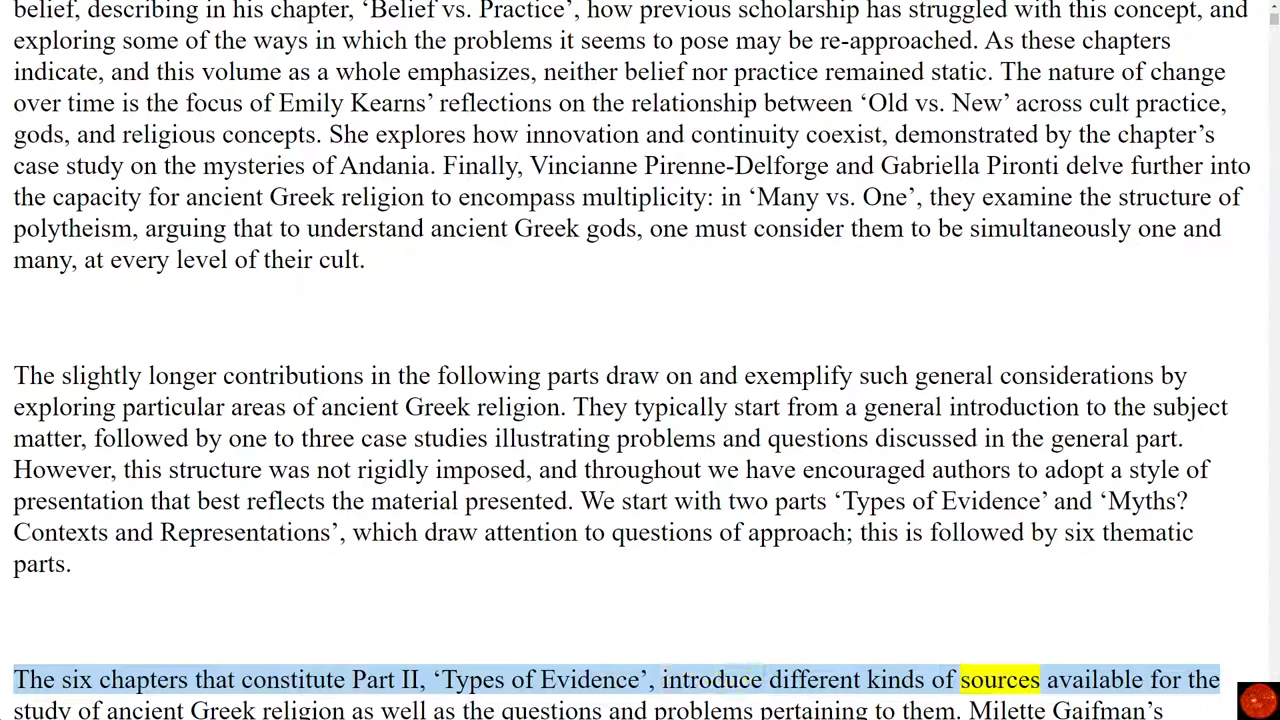 belief, describing in his chapter, ‘Belief vs. Practice’, how previous scholarship has struggled with this concept, and
exploring some of the ways in which the problems it seems to pose may be re-approached. As these chapters
indicate, and this volume as a whole emphasizes, neither belief nor practice remained static. The nature of change
over time is the focus of Emily Kearns’ reflections on the relationship between ‘Old vs. New’ across cult practice,
gods, and religious concepts. She explores how innovation and continuity coexist, demonstrated by the chapter’s
case study on the mysteries of Andania. Finally, Vincianne Pirenne-Delforge and Gabriella Pironti delve further into
the capacity for ancient Greek religion to encompass multiplicity: in ‘Many vs. One’, they examine the structure of
polytheism, arguing that to understand ancient Greek gods, one must consider them to be simultaneously one and
many, at every level of their cult.
The slightly longer contributions in the following parts draw on and exemplify such general considerations by
exploring particular areas of ancient Greek religion. They typically start from a general introduction to the subject
matter, followed by one to three case studies illustrating problems and questions discussed in the general part.
However, this structure was not rigidly imposed, and throughout we have encouraged authors to adopt a style of
presentation that best reflects the material presented. We start with two parts ‘Types of Evidence’ and ‘Myths?
Contexts and Representations’, which draw attention to questions of approach; this is followed by six thematic
parts.
The six chapters that constitute Part II, ‘Types of Evidence’, introduce different kinds of sources available for the
study of ancient Greek religion as well as the questions and problems pertaining to them. Milette Gaifman’s